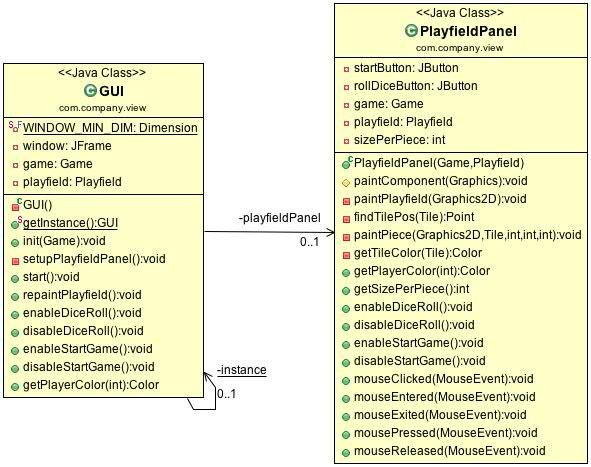 <<Java Class>>
GUI
com.company.view
WINDOW_MIN_DIM: Dimension
window: JFrame
game: Game
playfield: Playfield
GUI()
getInstance():GUI
init(Game):void
setupPlayfieldPanel():void
start():void
repaintPlayfield():void
enableDiceRoll():void
disableDiceRoll():void
enableStartGame():void
disableStartGame():void
getPlayerColor(int):Color
-instance
0..1
-playfieldPanel
0..1
<<Java Class>>
PlayfieldPanel
com.company.view
startButton: JButton
rollDiceButton: JButton
game: Game
playfield: Playfield
sizePerPiece: int
PlayfieldPanel(Game,Playfield)
paintComponent(Graphics):void
paintPlayfield(Graphics2D):void
findTilePos(Tile):Point
paintPiece(Graphics2D,Tile,int,int,int):void
getTileColor(Tile):Color
getPlayerColor(int):Color
getSizePerPiece():int
enableDiceRoll():void
disableDiceRoll():void
enableStartGame():void
disableStartGame():void
mouseClicked(MouseEvent):void
mouseEntered(MouseEvent):void
mouseExited(MouseEvent):void
mousePressed(MouseEvent):void
mouseReleased(MouseEvent):void